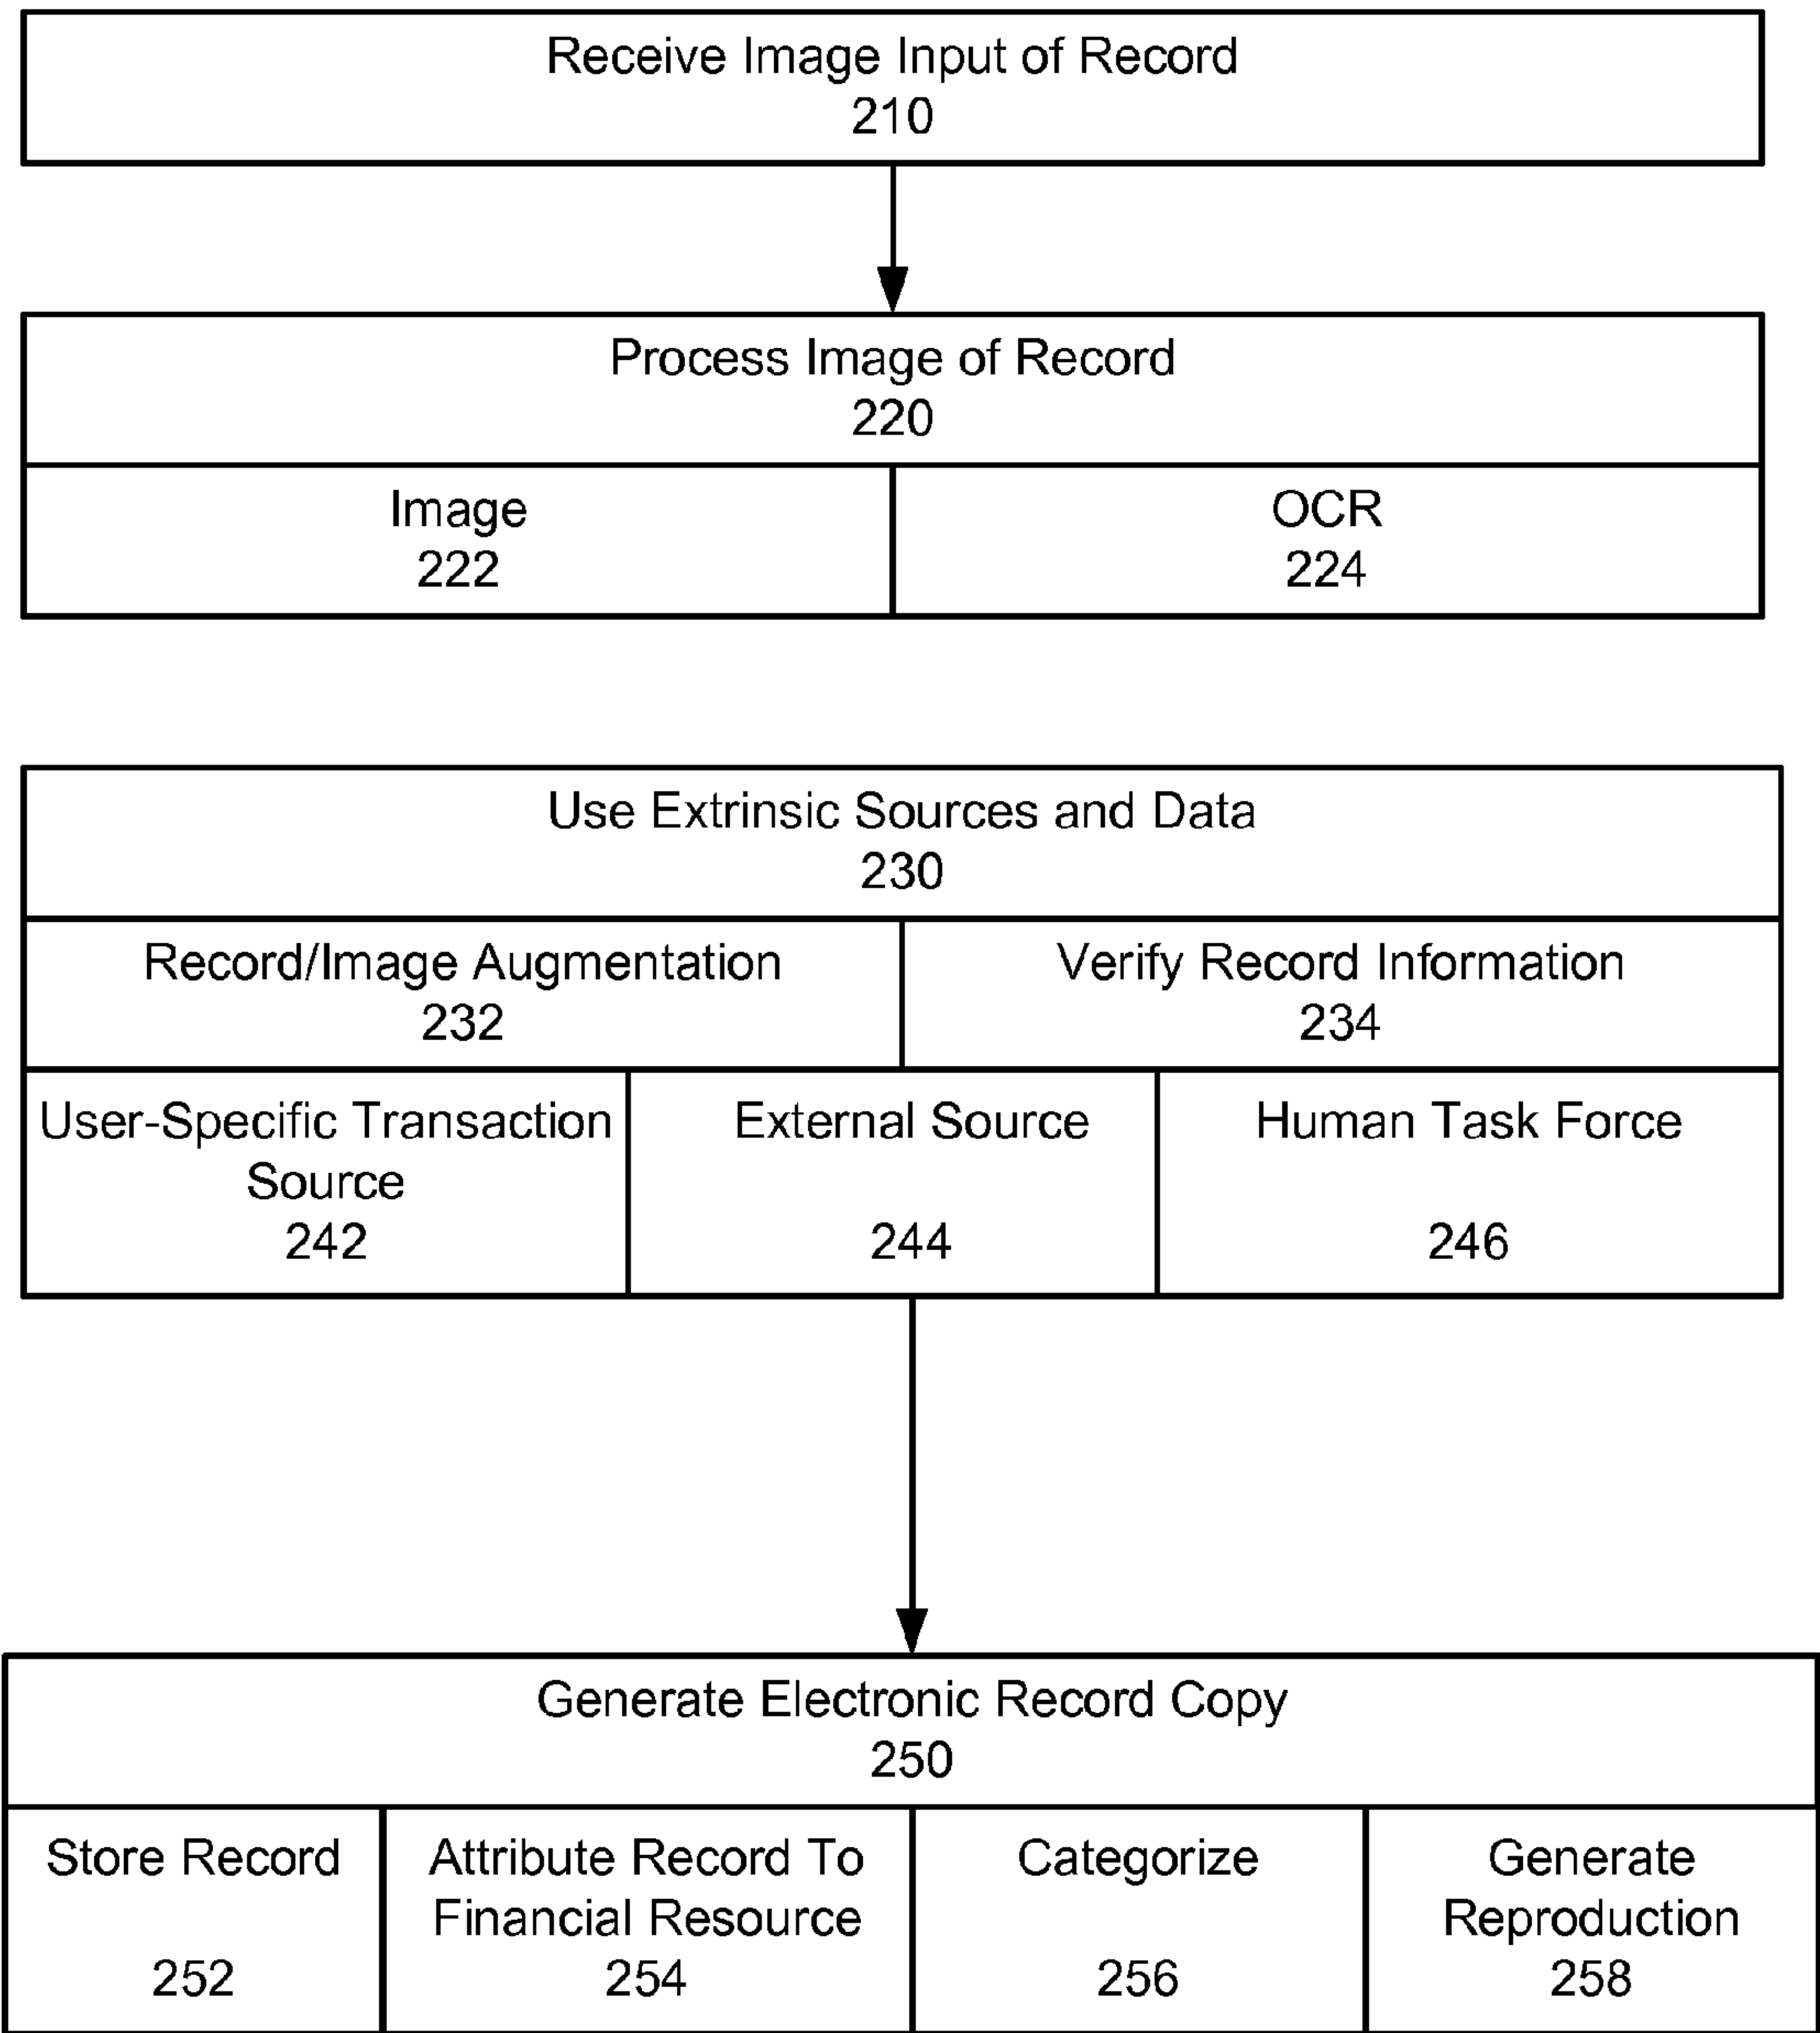 Receive Image Input of Record
210
Process Image of Record
220
Image
222
OCR
224
Use Extrinsic Sources and Data
230
Record/Image Augmentation
232
Verify Record Information
234
User-Specific Transaction
Source
242
External Source
244
Human Task Force
246
Generate Electronic Record Copy
250
Store Record
252
Attribute Record To
Financial Resource
254
Categorize
256
Generate
Reproduction
258